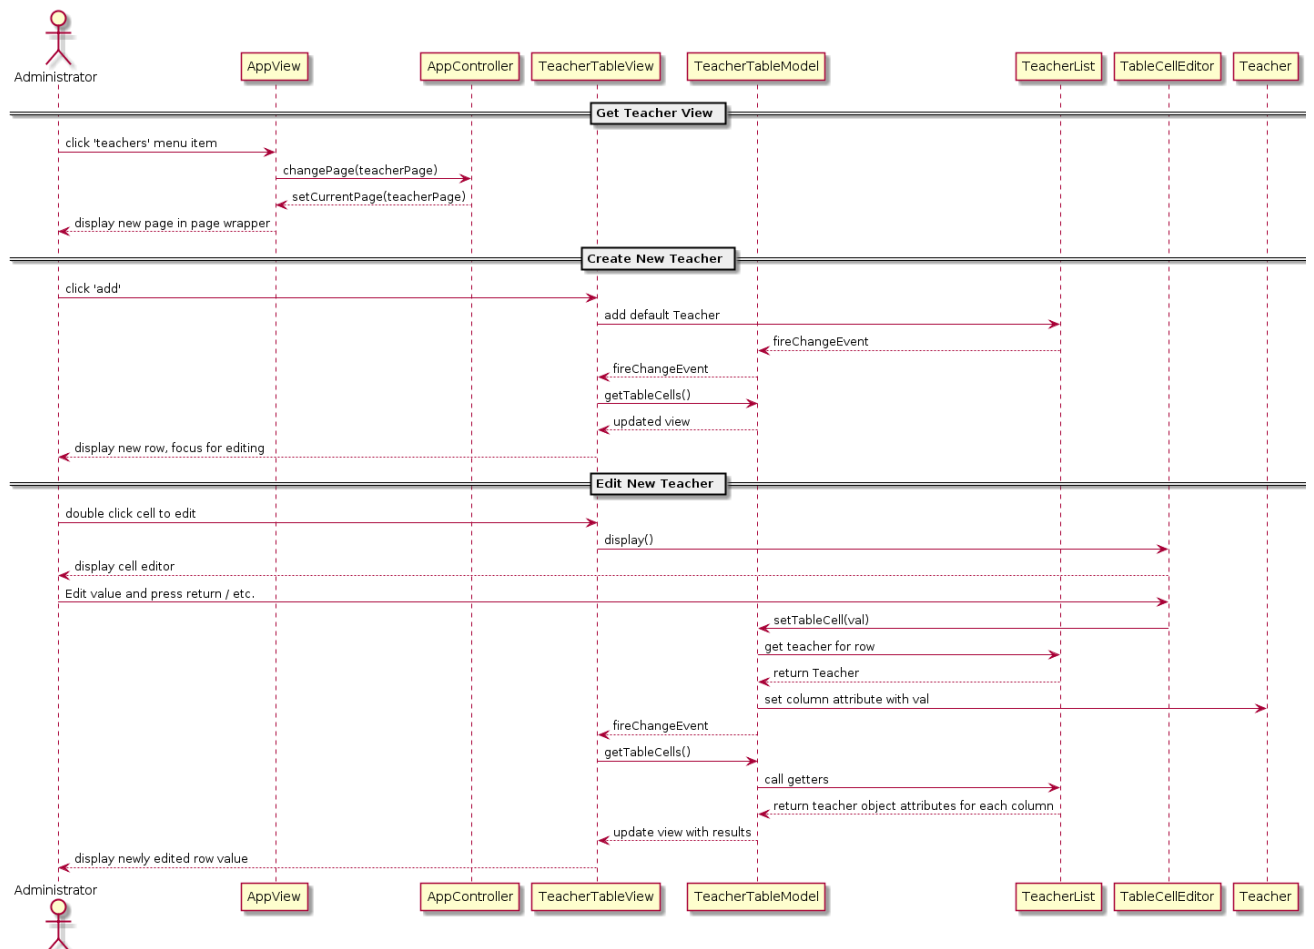 Administrator
AppView
AppController
TeacherTableView
TeacherTableModel
TeacherList
TableCellEditor
Teacher
Get Teacher View
click 'teachers' menu item
changePage(teacherPage)
setCurrentPage(teacherPage)
display new page in page wrapper
Create New Teacher
click 'add'
add default Teacher
fireChangeEvent
fireChangeEvent
getTableCells()
updated view
display new row, focus for editing
Edit New Teacher
double click cell to edit
display()
display cell editor
Edit value and press return / etc.
setTableCell(val)
get teacher for row
return Teacher
set column attribute with val
fireChangeEvent
getTableCells()
call getters
return teacher object attributes for each column
update view with results
display newly edited row value
Administrator
AppView
AppController
TeacherTableView
TeacherTableModel
TeacherList
TableCellEditor
Teacher